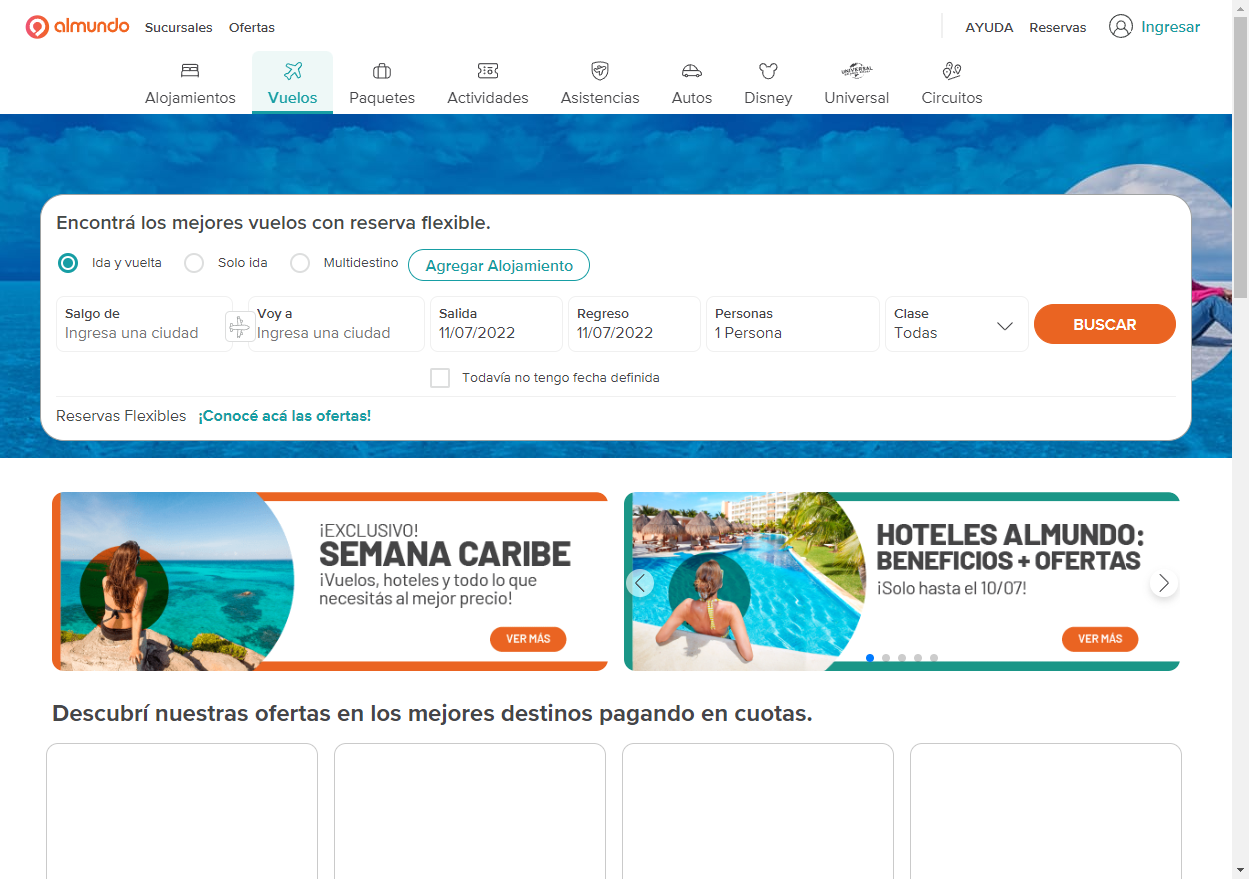 almundo Sucursales Ofertas AYUDA Reservas Ingresar
Alojamientos Vuelos Paquetes Actividades Asistencias Autos Disney Universal Circuitos
Encontrá los mejores vuelos con reserva flexible.
Ida y vuelta Solo ida Multidestino Agregar Alojamiento
Salgo de Voy a Salida Regreso Personas Clase
Ingresa una ciudad Ingresa una ciudad 11/07/2022 11/07/2022 1 Persona Todas BUSCAR
Todavía no tengo fecha definida
Reservas Flexibles ¡Conocé acá las ofertas!
¡EXCLUSIVO!
SEMANA CARIBE
¡Vuelos, hoteles y todo lo que
necesitás al mejor precio!
VER MÁS
HOTELES ALMUNDO:
BENEFICIOS + OFERTAS
¡Solo hasta el 10/07!
VER MÁS
Descubrí nuestras ofertas en los mejores destinos pagando en cuotas.